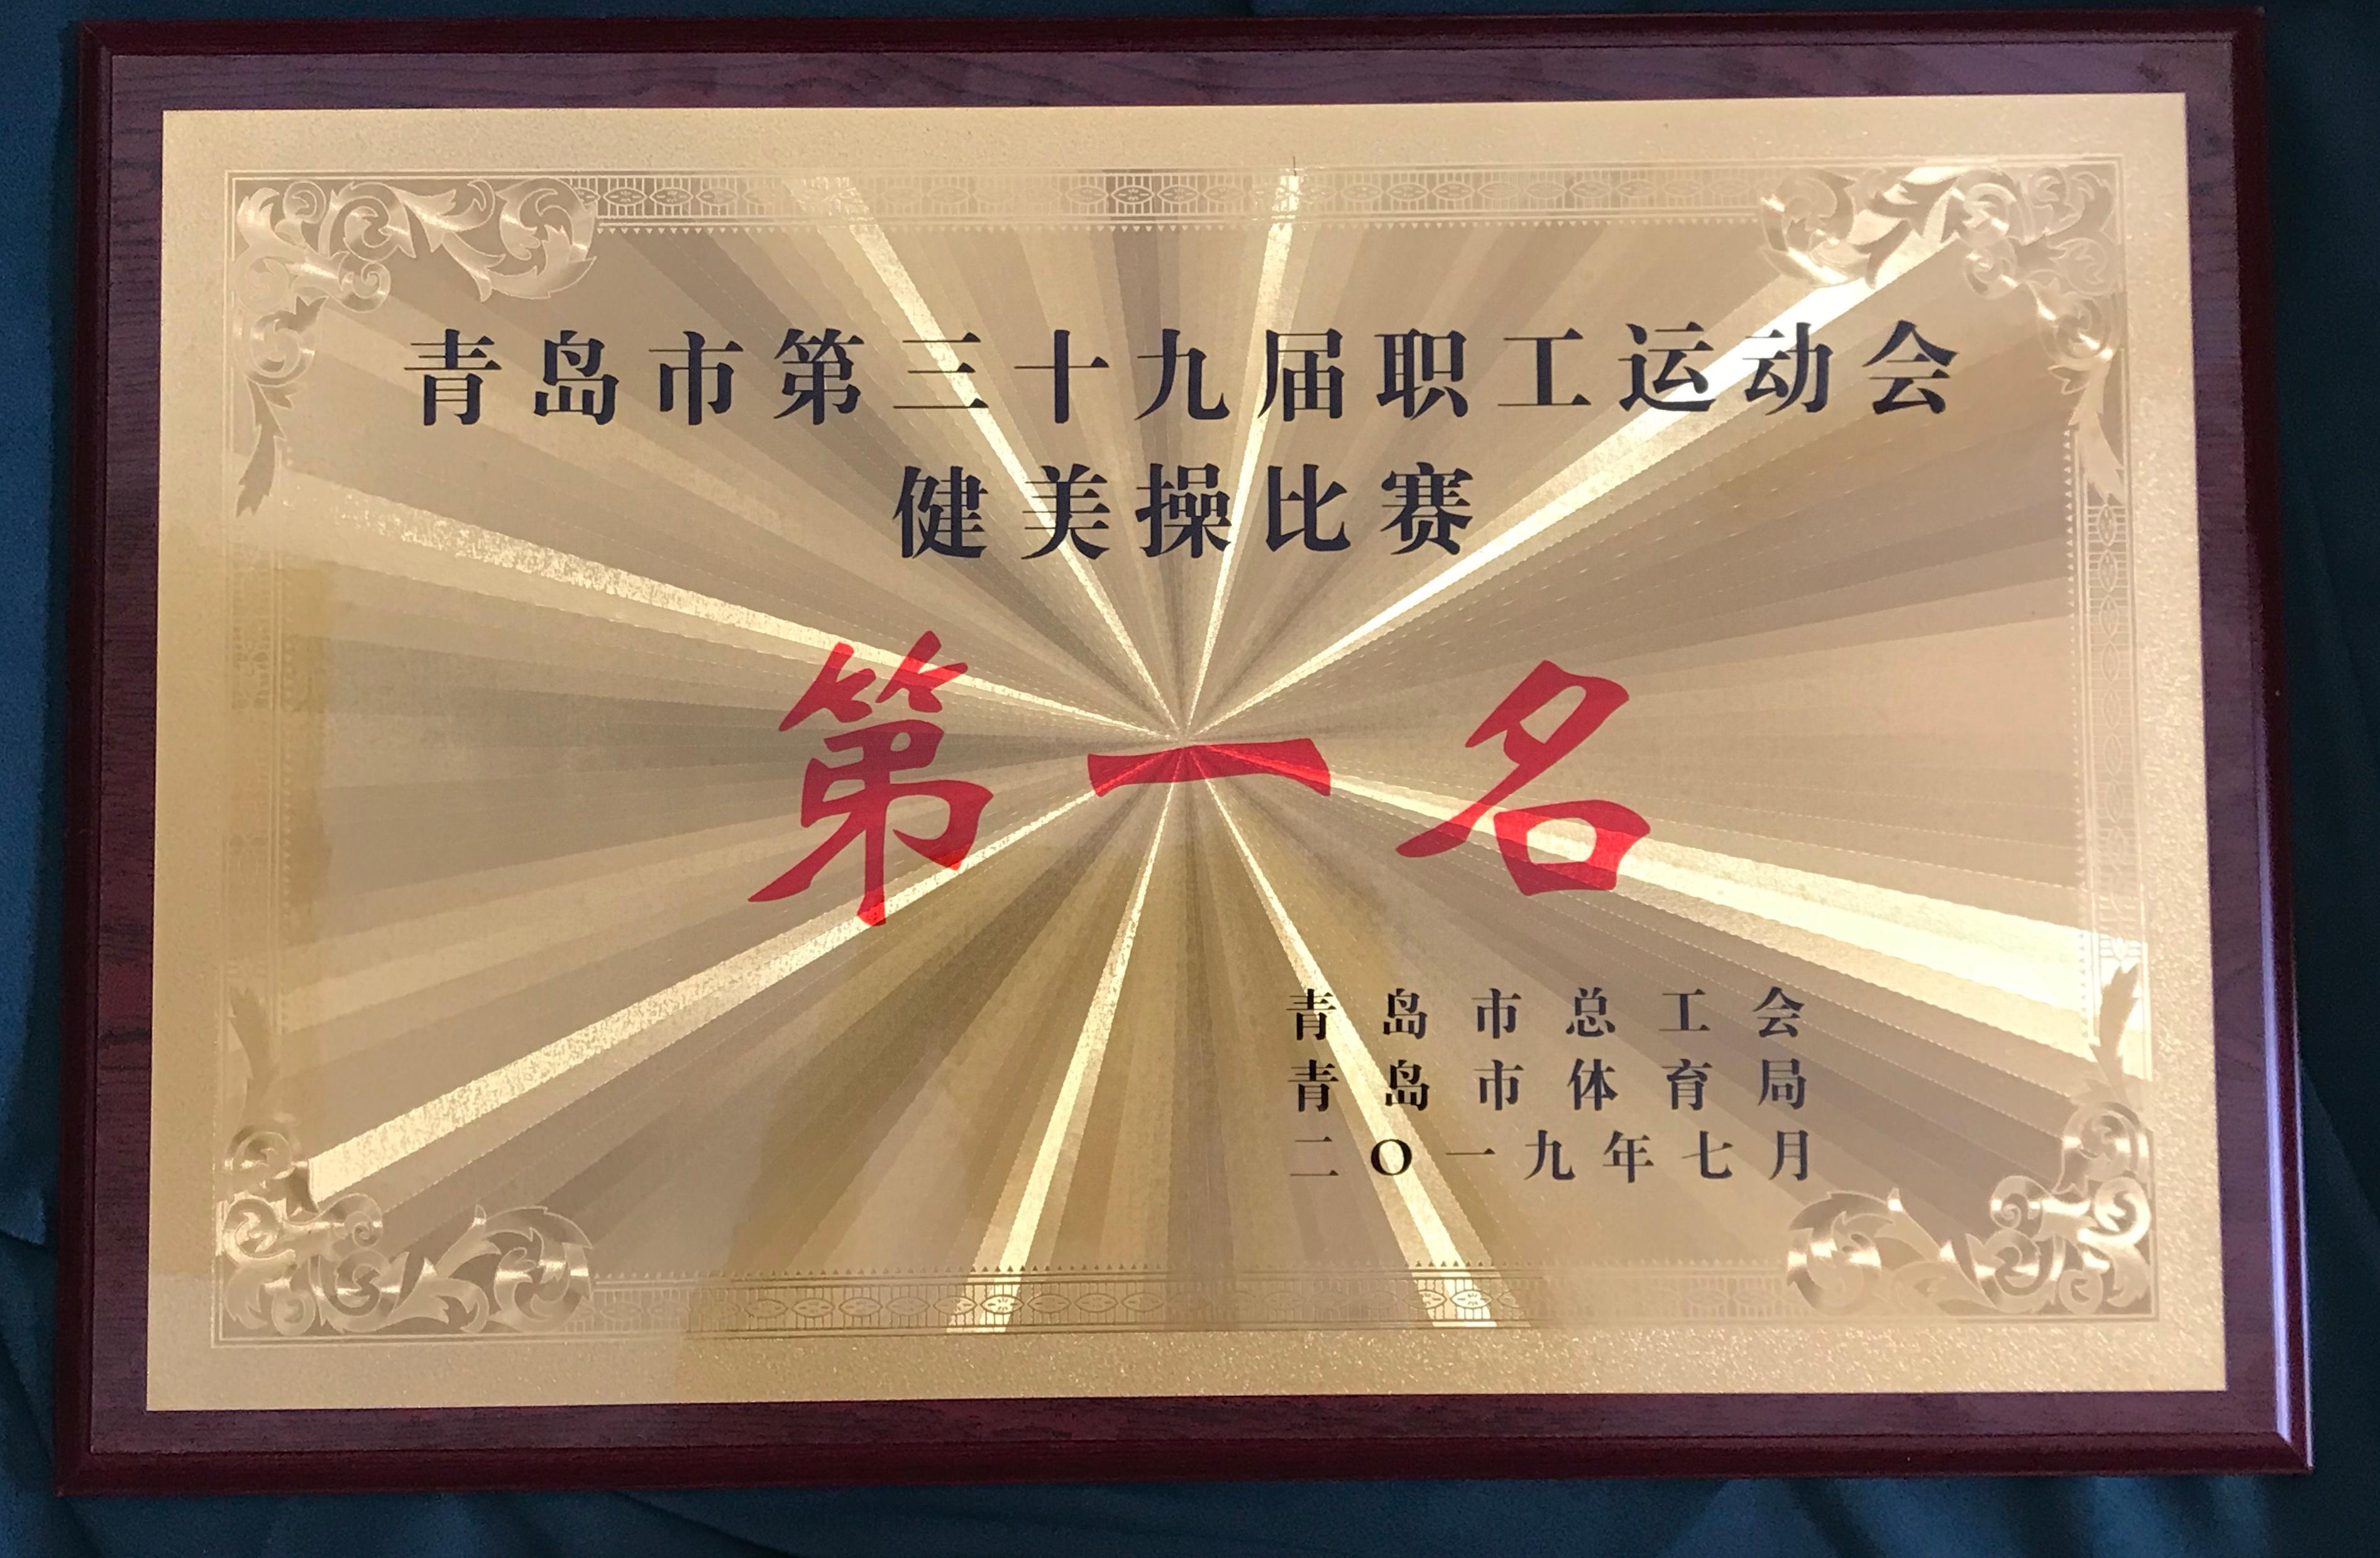 青岛市第三十九届职工运动会
健美操比赛
第一名
青岛市总工会
青岛市体育局
二〇一九年七月